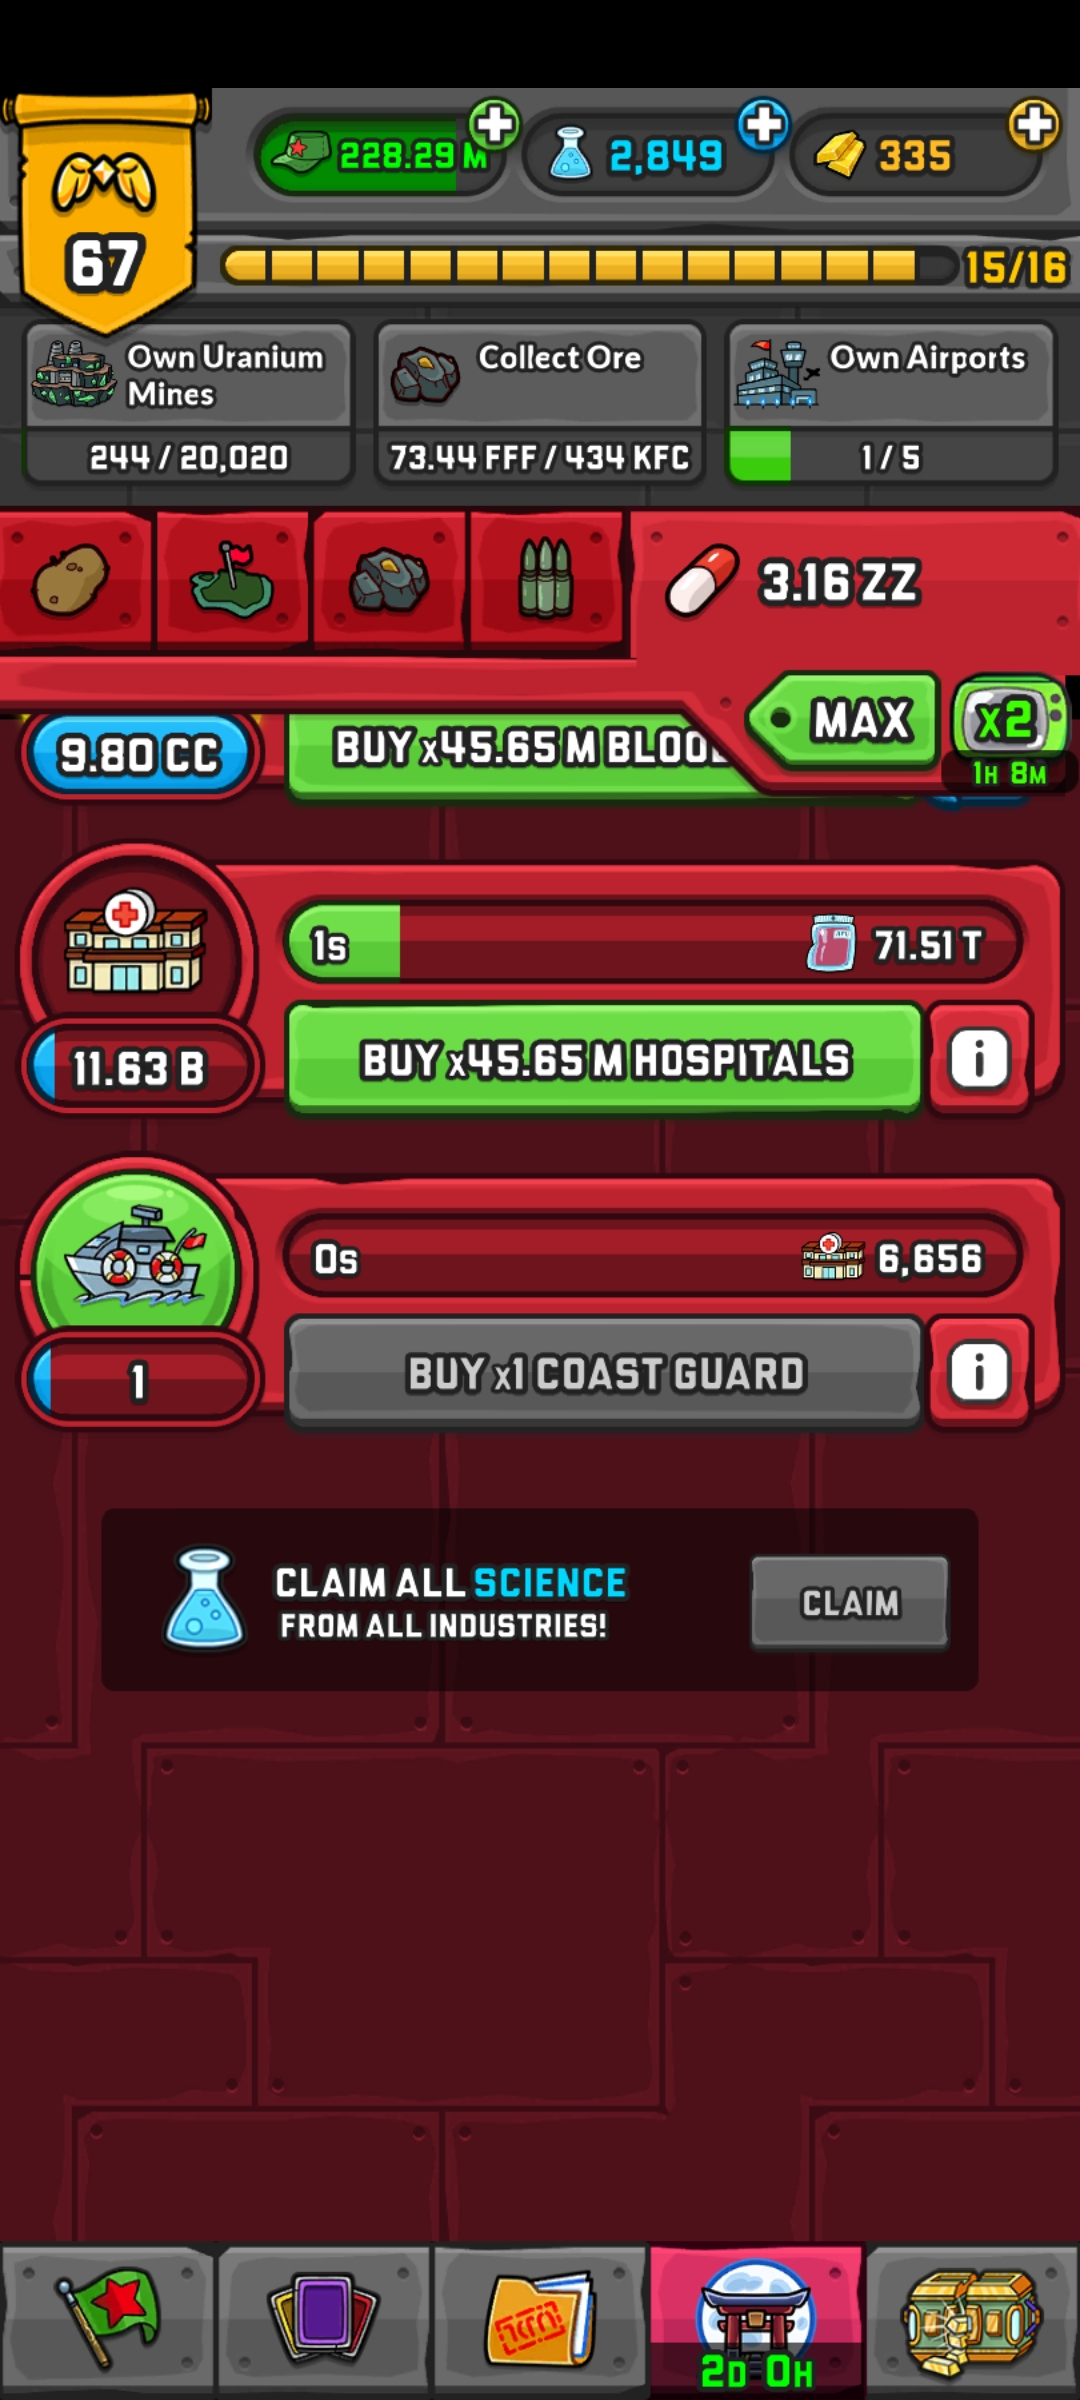 228.29 M
2,849
335
67
15/16
Own Uranium
Mines
244 / 20,020
Collect Ore
73.44 FFF / 434 KFC
Own Airports
1 / 5
3.16 ZZ
MAX
x2
1H 8M
9.80 CC
BUY x45.65 M
1s
71.51 T
11.63 B
BUY x45.65 M HOSPITALS
i
0s
6,656
1
BUY x1 COAST GUARD
i
CLAIM ALL SCIENCE
FROM ALL INDUSTRIES!
CLAIM
2D 0H